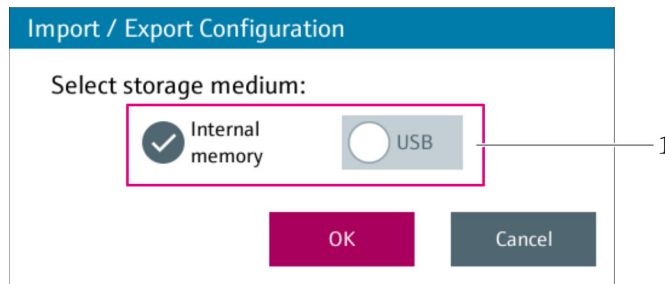 Import / Export Configuration
Select storage medium:
Internal
memory
USB
1
OK
Cancel